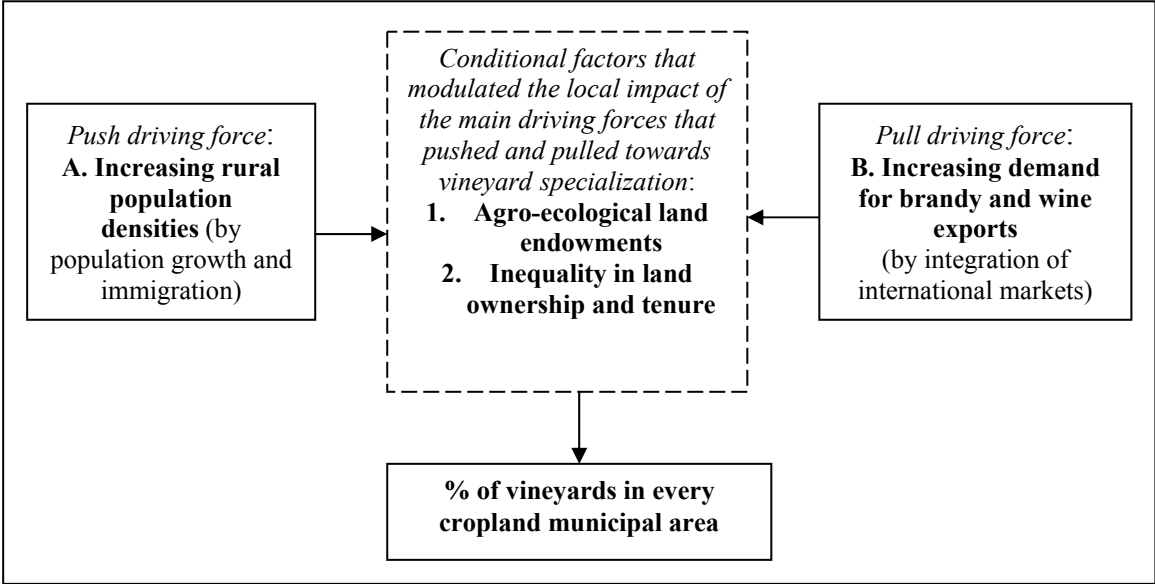 Push driving force:
A. Increasing rural
population
densities (by
population growth and
immigration)
Conditional factors that
modulated the local impact of
the main driving forces that
pushed and pulled towards
vineyard specialization:
1. Agro-ecological land
endowments
2. Inequality in land
ownership and tenure
Pull driving force:
B. Increasing demand
for brandy and wine
exports
(by integration of
international markets)
% of vineyards in every
cropland municipal area